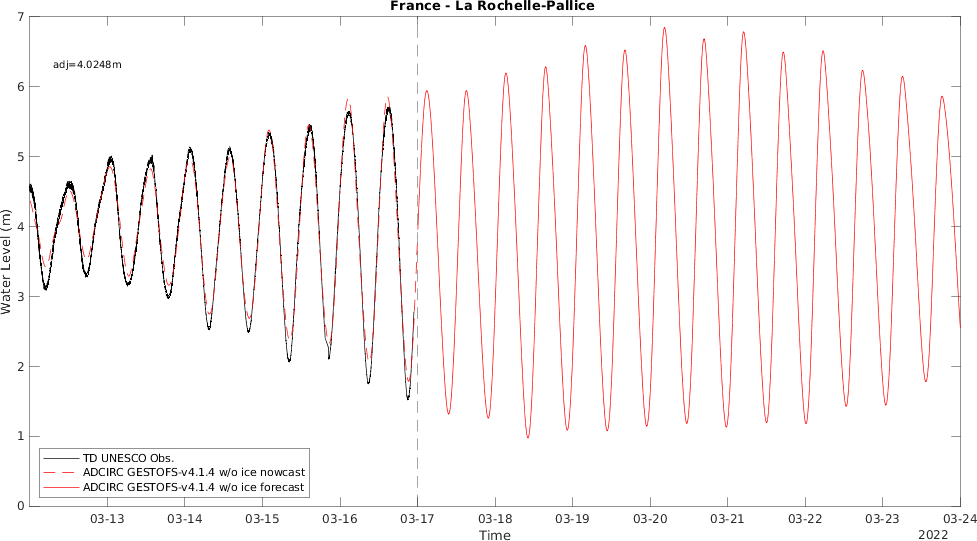 France - La Rochelle-Pallice
adj=4.0248m
7
6
5
4
3
2
1
0
Water Level (m)
TD UNESCO Obs.
ADCIRC GESTOFS-v4.1.4 w/o ice nowcast
ADCIRC GESTOFS-v4.1.4 w/o ice forecast
03-13 03-14 03-15 03-16 03-17 03-18 03-19 03-20 03-21 03-22 03-23 03-24
Time
2022